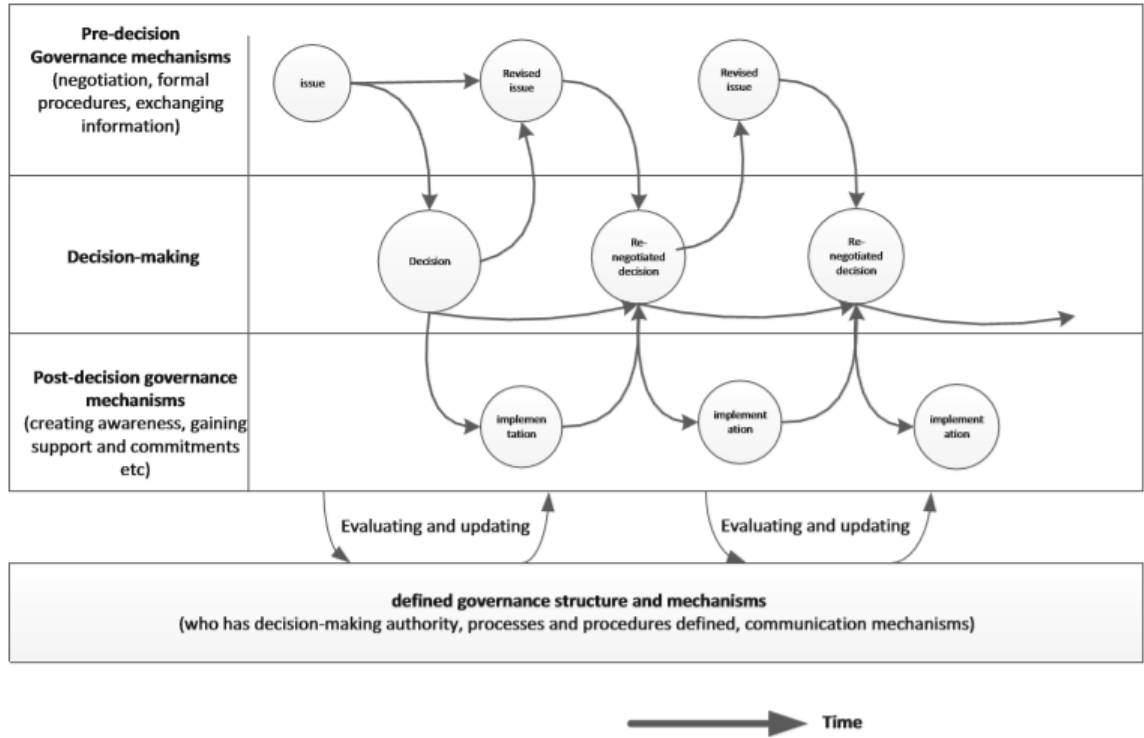 Pre-decision
Governance mechanisms
(negotiation, formal
procedures, exchanging
information)
issue
Revised
issue
Revised
issue
Decision-making
Decision
Re-
negotiated
decision
Re-
negotiated
decision
Post-decision governance
mechanisms
(creating awareness, gaining
support and commitments
etc)
implemen
tation
implement
ation
implement
ation
Evaluating and updating
Evaluating and updating
defined governance structure and mechanisms
(who has decision-making authority, processes and procedures defined, communication mechanisms)
Time